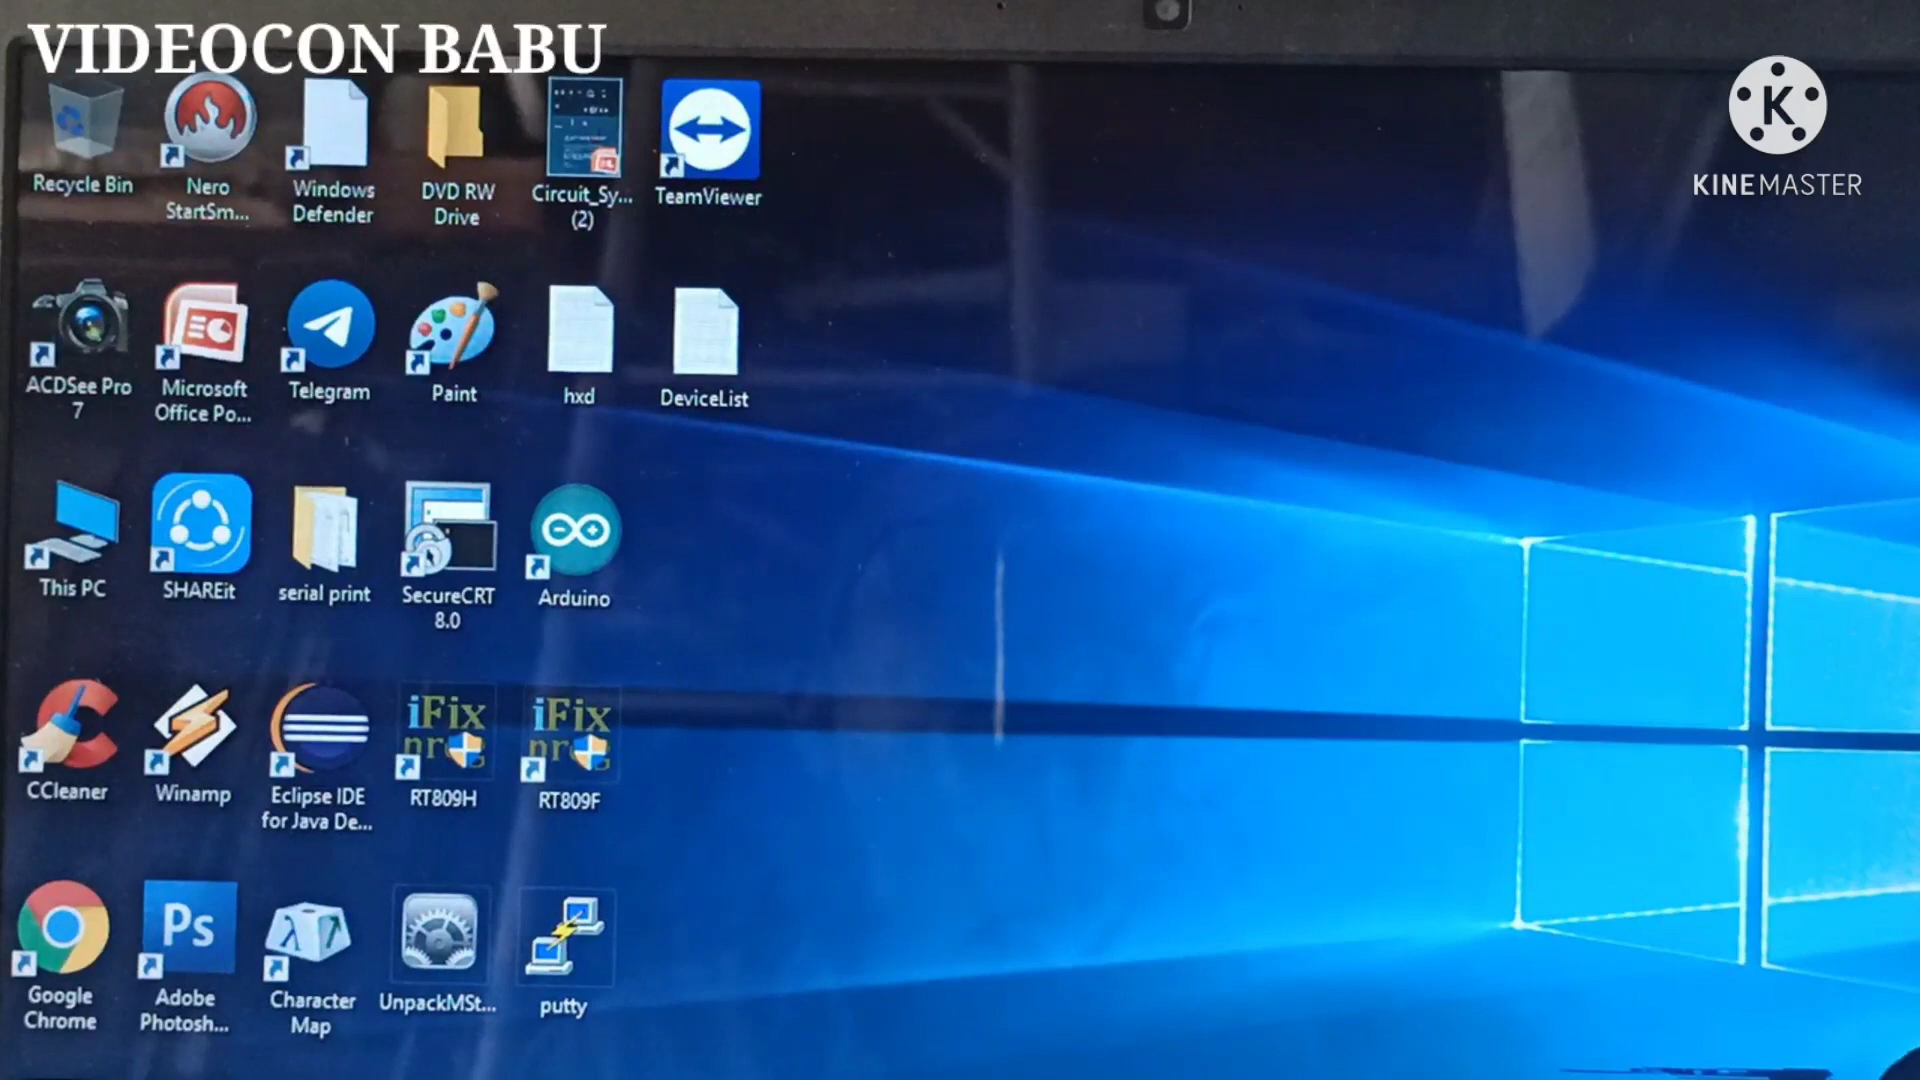 VIDEOCON BABU
K
KINEMASTER
Recycle Bin
Nero
StartSm...
Windows
Defender
DVD RW
Drive
Circuit_Sy...
(2)
TeamViewer
ACDSee Pro
7
Microsoft
Office Po...
Telegram
Paint
hxd
DeviceList
This PC
SHAREit
serial print
SecureCRT
8.0
Arduino
CCleaner
Winamp
Eclipse IDE
for Java De...
iFix
RT809H
iFix
RT809F
Google
Chrome
Ps
Adobe
Photosh...
Character
Map
UnpackMSt...
putty